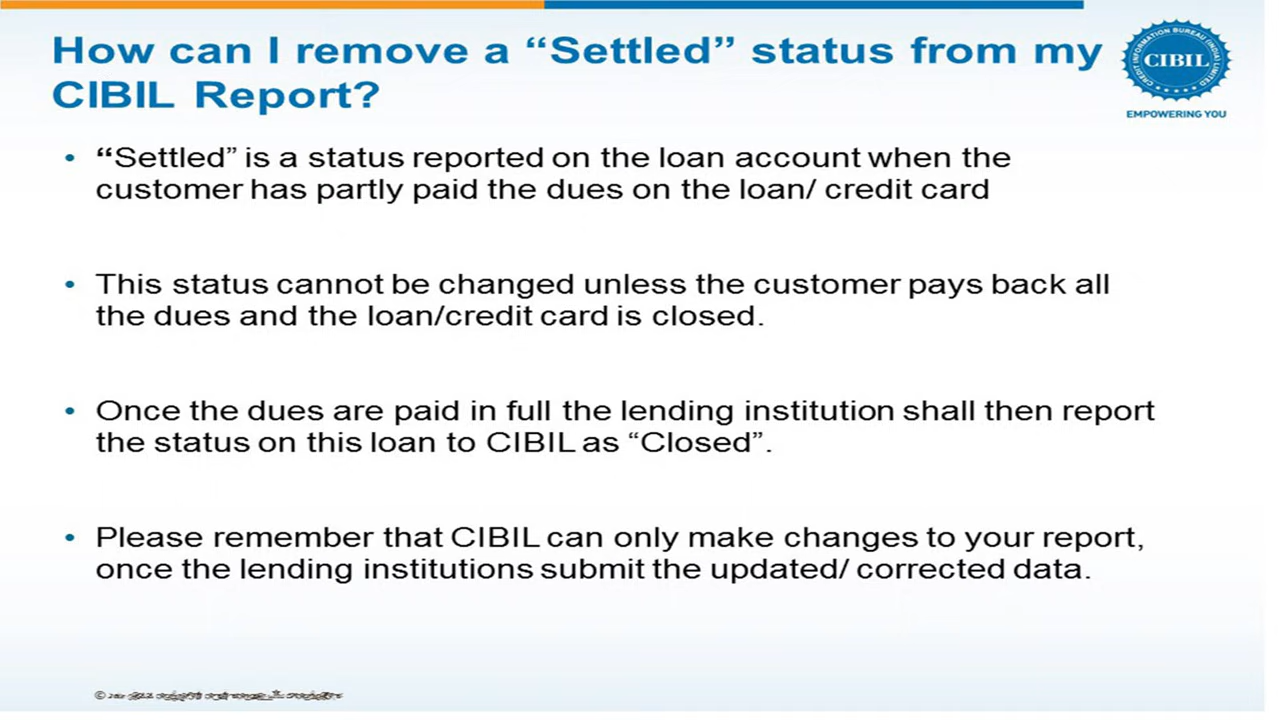 How can I remove a “Settled” status from my
CIBIL Report?
CREDIT INFORMATION BUREAU (INDIA) LIMITED
CIBIL
EMPOWERING YOU
• “Settled” is a status reported on the loan account when the
customer has partly paid the dues on the loan/ credit card
• This status cannot be changed unless the customer pays back all
the dues and the loan/credit card is closed.
• Once the dues are paid in full the lending institution shall then report
the status on this loan to CIBIL as “Closed”.
• Please remember that CIBIL can only make changes to your report,
once the lending institutions submit the updated/ corrected data.
©